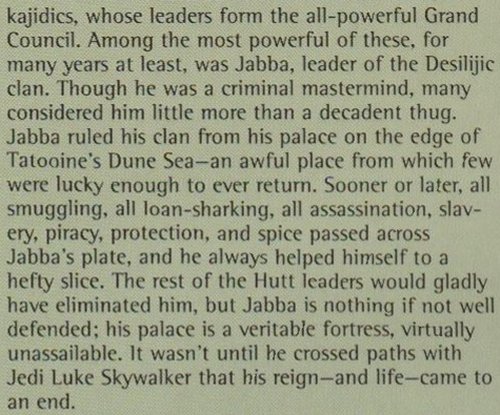 kajidics, whose leaders form the all-powerful Grand
Council. Among the most powerful of these, for
many years at least, was Jabba, leader of the Desilijic
clan. Though he was a criminal mastermind, many
considered him little more than a decadent thug.
Jabba ruled his clan from his palace on the edge of
Tatooine's Dune Sea—an awful place from which few
were lucky enough to ever return. Sooner or later, all
smuggling, all loan-sharking, all assassination, slav-
ery, piracy, protection, and spice passed across
Jabba's plate, and he always helped himself to a
hefty slice. The rest of the Hutt leaders would gladly
have eliminated him, but Jabba is nothing if not well
defended; his palace is a veritable fortress, virtually
unassailable. It wasn't until he crossed paths with
Jedi Luke Skywalker that his reign—and life—came to
an end.